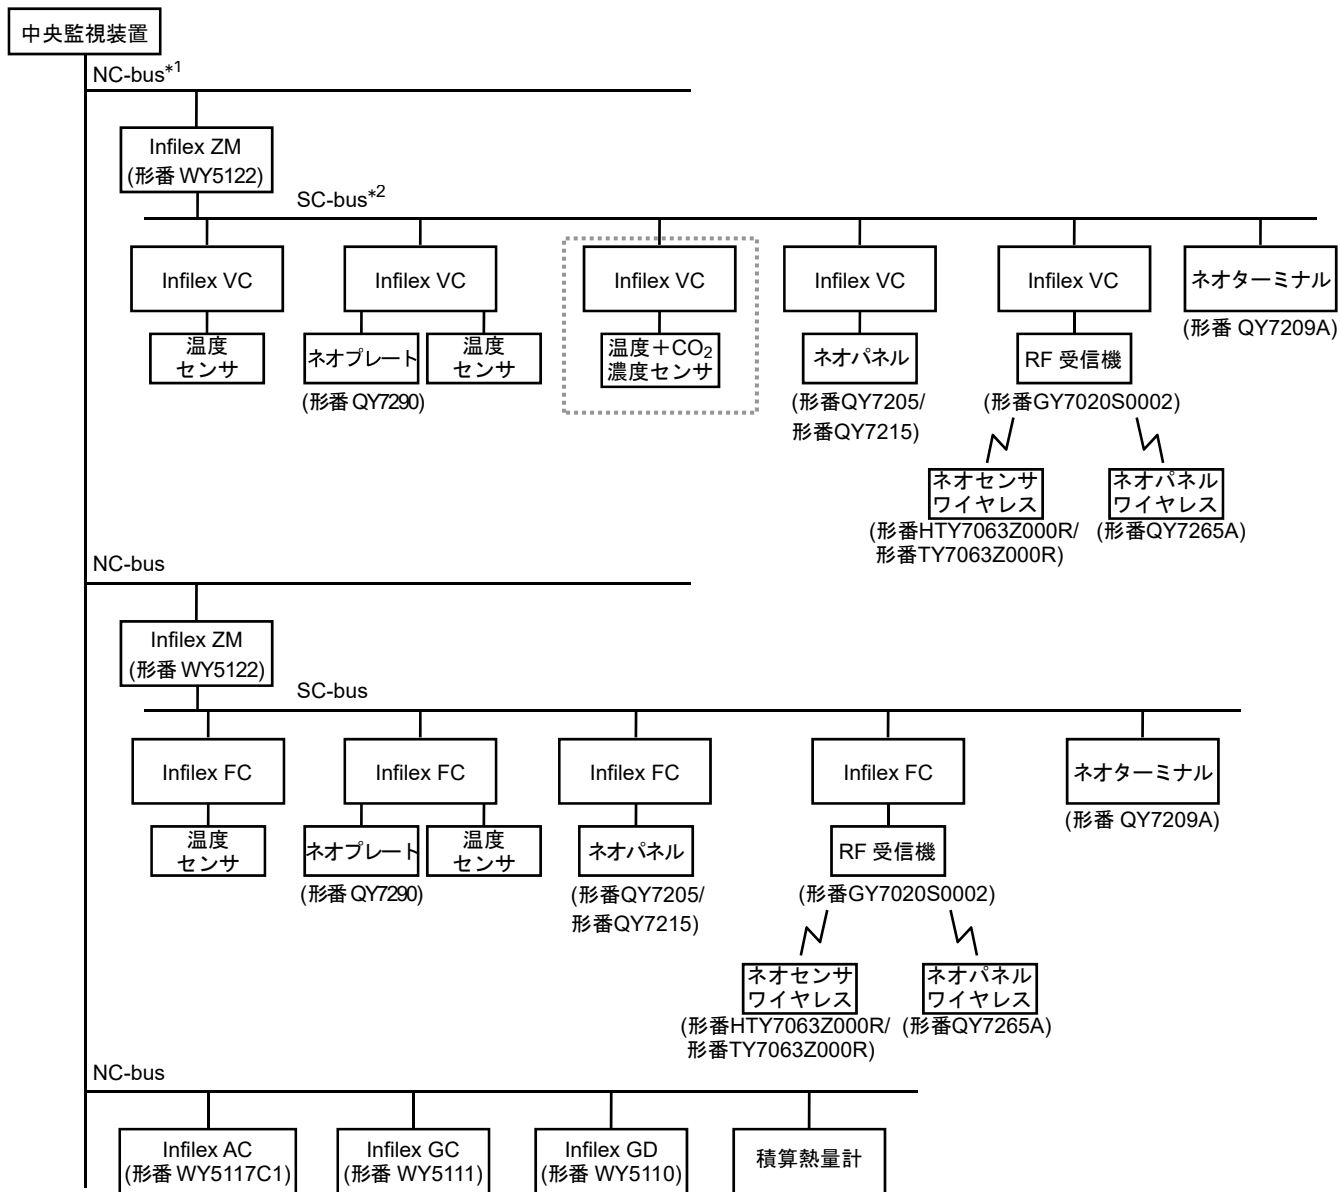 中央監視装置
NC-bus*1
Infilex ZM
(形番 WY5122)
SC-bus*2
Infilex VC
Infilex VC
Infilex VC
Infilex VC
Infilex VC
ネオターミナル
(形番 QY7209A)
温度
センサ
ネオプレート
(形番 QY7290)
温度
センサ
温度＋CO2
濃度センサ
ネオパネル
(形番QY7205/
形番QY7215)
RF 受信機
(形番GY7020S0002)
ネオセンサ
ワイヤレス
(形番HTY7063Z000R/
形番TY7063Z000R)
ネオパネル
ワイヤレス
(形番QY7265A)
NC-bus
Infilex ZM
(形番 WY5122)
SC-bus
Infilex FC
Infilex FC
Infilex FC
Infilex FC
ネオターミナル
(形番 QY7209A)
温度
センサ
ネオプレート
(形番 QY7290)
温度
センサ
ネオパネル
(形番QY7205/
形番QY7215)
RF 受信機
(形番GY7020S0002)
ネオセンサ
ワイヤレス
(形番HTY7063Z000R/
形番TY7063Z000R)
ネオパネル
ワイヤレス
(形番QY7265A)
NC-bus
Infilex AC
(形番 WY5117C1)
Infilex GC
(形番 WY5111)
Infilex GD
(形番 WY5110)
積算熱量計